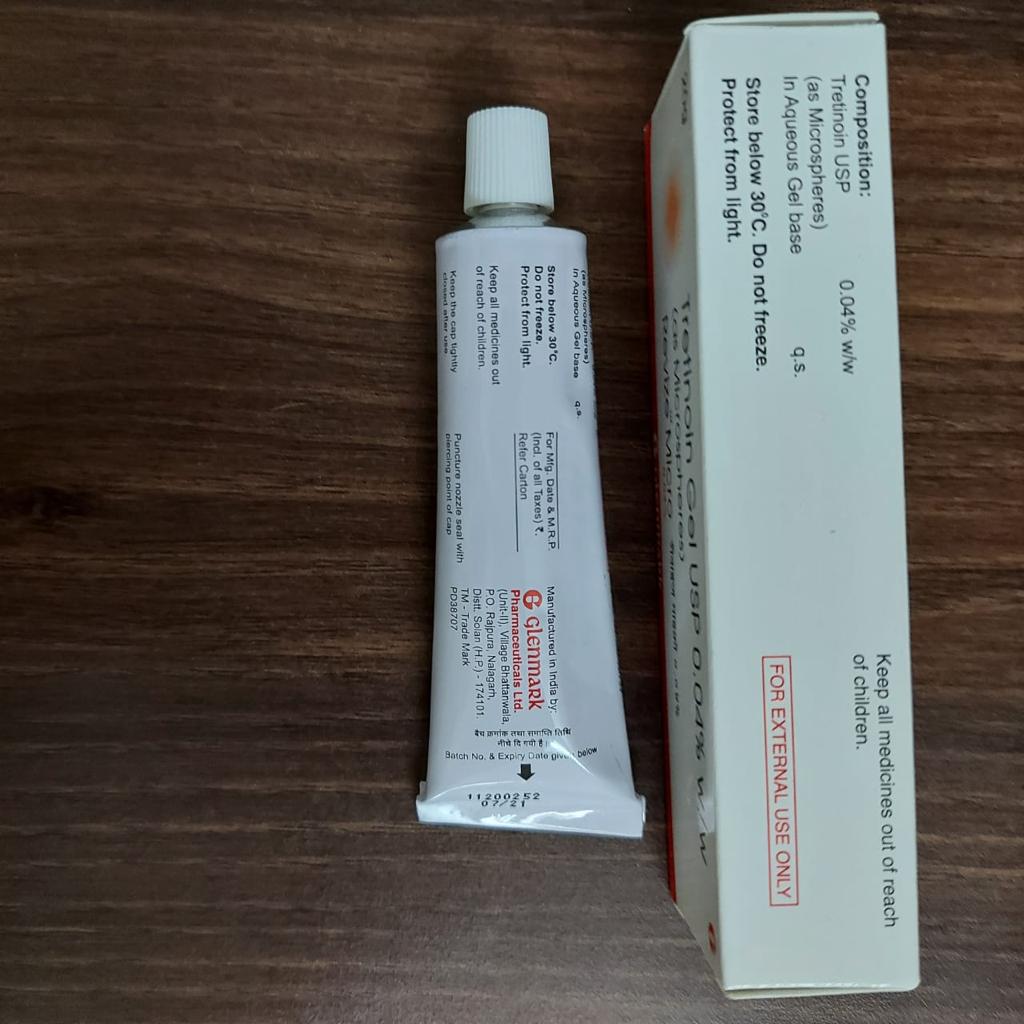 (as Microspheres)
In Aqueous Gel base q.s.
Store below 30°C.
Do not freeze.
Protect from light.
Keep all medicines out
of reach of children.
Keep the cap tightly
closed after use.
For Mfg. Date & M.R.P.
(Incl. of all Taxes) ₹.
Refer Carton
Puncture nozzle seal with
piercing point of cap
Manufactured in India by:
glenmark
Pharmaceuticals Ltd.
(Unit-II), Village Bhattanwala,
P.O. Rajpura, Nalagarh,
Distt. Solan (H.P.) - 174101.
TM - Trade Mark
PD38707
बैच क्रमांक तथा समाप्ति तिथि
नीचे दि गयी है।
Batch No. & Expiry Date given below
11200252
07/21
Composition:
Tretinoin USP 0.04% w/w
(as Microspheres)
In Aqueous Gel base q.s.
Store below 30°C. Do not freeze.
Protect from light.
Keep all medicines out of reach
of children.
FOR EXTERNAL USE ONLY
Tretinoin Gel USP 0.04% w/w
(as Microspheres)